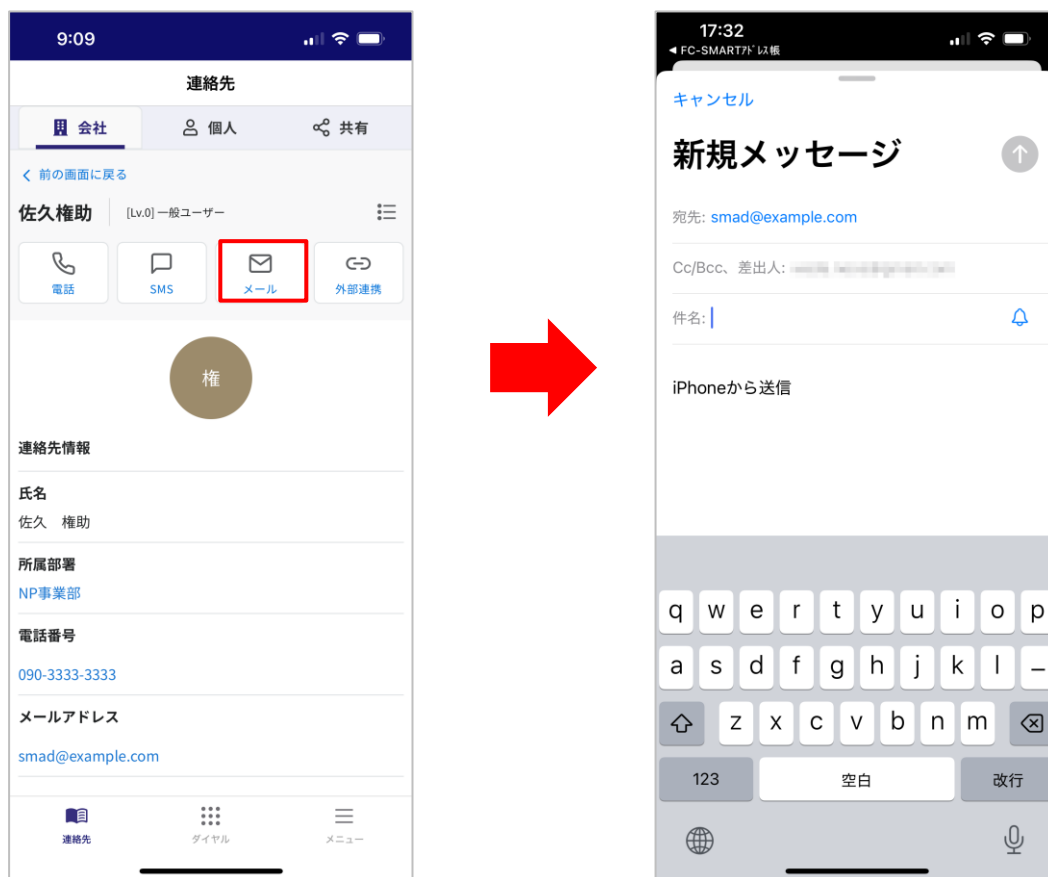 9:09
連絡先
会社
個人
共有
前の画面に戻る
佐久権助 [Lv.0] 一般ユーザー
電話
SMS
メール
外部連携
権
連絡先情報
氏名
佐久 権助
所属部署
NP事業部
電話番号
090-3333-3333
メールアドレス
smad@example.com
連絡先
ダイヤル
メニュー
17:32
◀ FC-SMARTｱﾄﾞﾚｽ帳
キャンセル
新規メッセージ
宛先: smad@example.com
Cc/Bcc、差出人:
件名:
iPhoneから送信
q w e r t y u i o p
a s d f g h j k l –
z x c v b n m
123 空白 改行